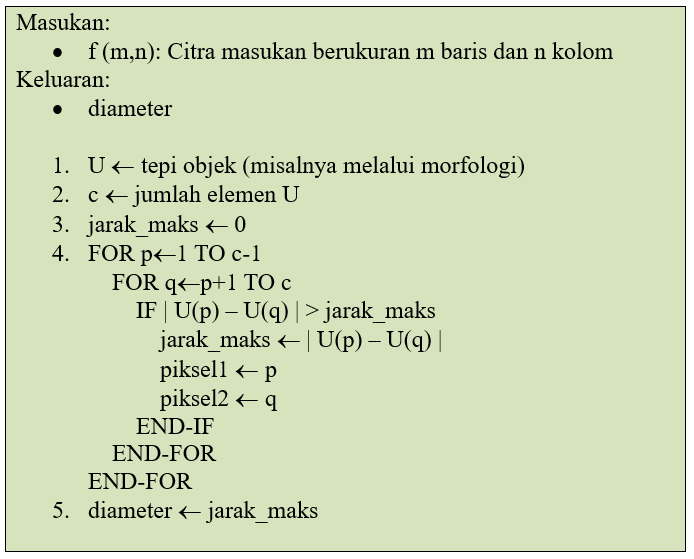 Masukan:
• f (m,n): Citra masukan berukuran m baris dan n kolom
Keluaran:
• diameter
1. U ← tepi objek (misalnya melalui morfologi)
2. c ← jumlah elemen U
3. jarak_maks ← 0
4. FOR p←1 TO c-1
FOR q←p+1 TO c
IF | U(p) – U(q) | > jarak_maks
jarak_maks ← | U(p) – U(q) |
piksel1 ← p
piksel2 ← q
END-IF
END-FOR
END-FOR
5. diameter ← jarak_maks